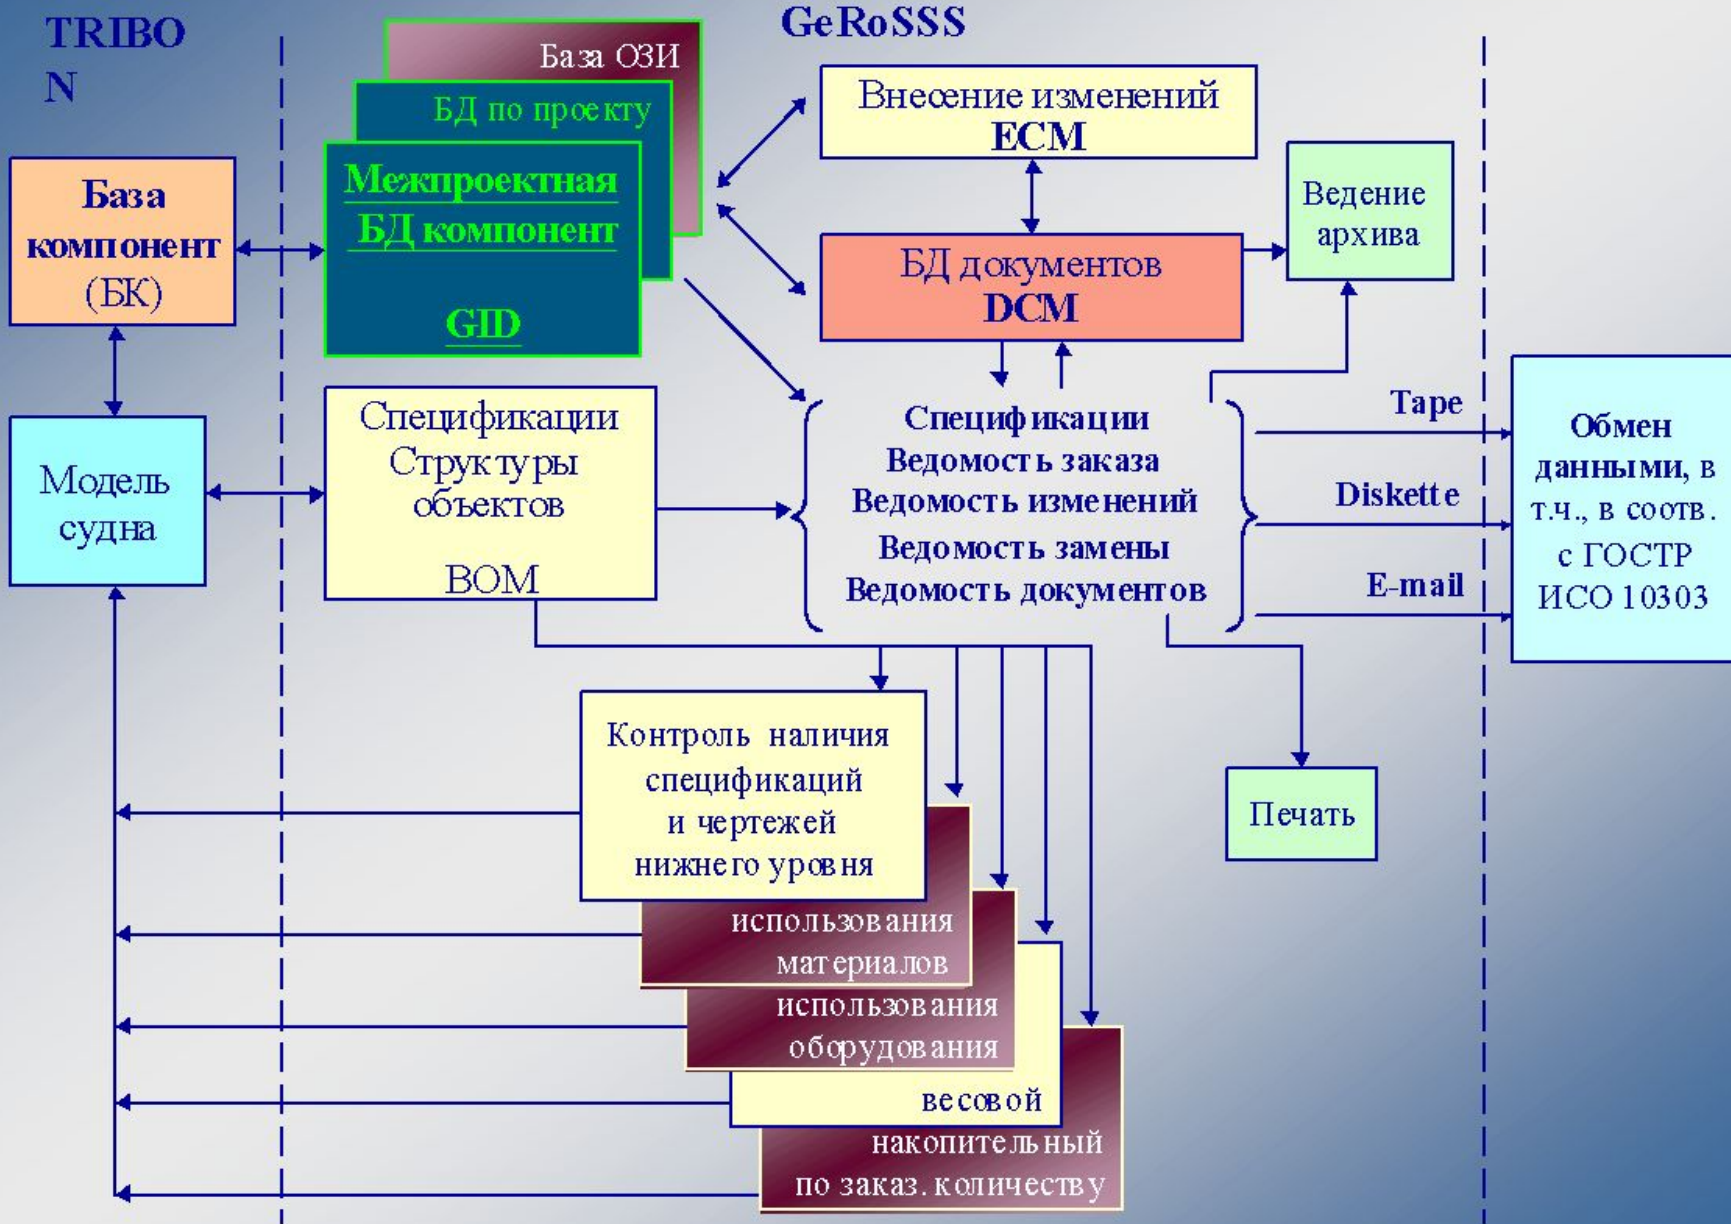 TRIBO
N
GeRoSSS
База ОЗИ
БД по проекту
Межпроектная
БД компонент
GID
База
компонент
(БК)
Модель
судна
Спецификации
Структуры
объектов
BOM
Внесение изменений
ECM
БД документов
DCM
Ведение
архива
Спецификации
Ведомость заказа
Ведомость изменений
Ведомость замены
Ведомость документов
Tape
Diskette
E-mail
Обмен
данными, в
т.ч., в соотв.
с ГОСТР
ИСО 10303
Контроль наличия
спецификаций
и чертежей
нижнего уровня
использования
материалов
использования
оборудования
весовой
накопительный
по заказ. количеству
Печать